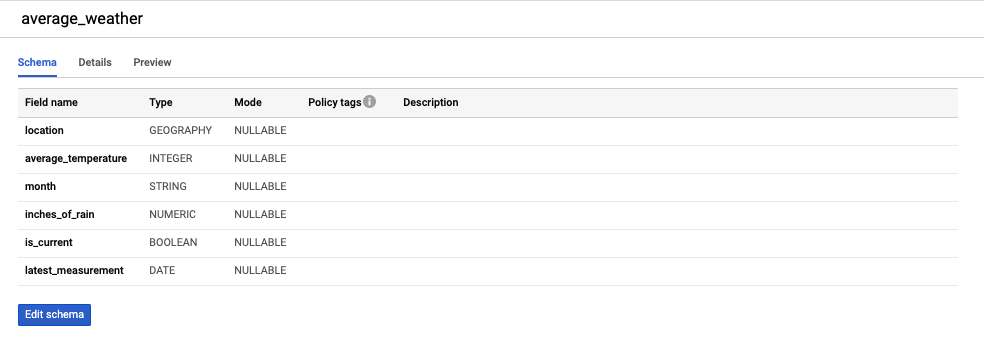 average_weather
Schema Details Preview
Field name Type Mode Policy tags Description
location GEOGRAPHY NULLABLE
average_temperature INTEGER NULLABLE
month STRING NULLABLE
inches_of_rain NUMERIC NULLABLE
is_current BOOLEAN NULLABLE
latest_measurement DATE NULLABLE
Edit schema